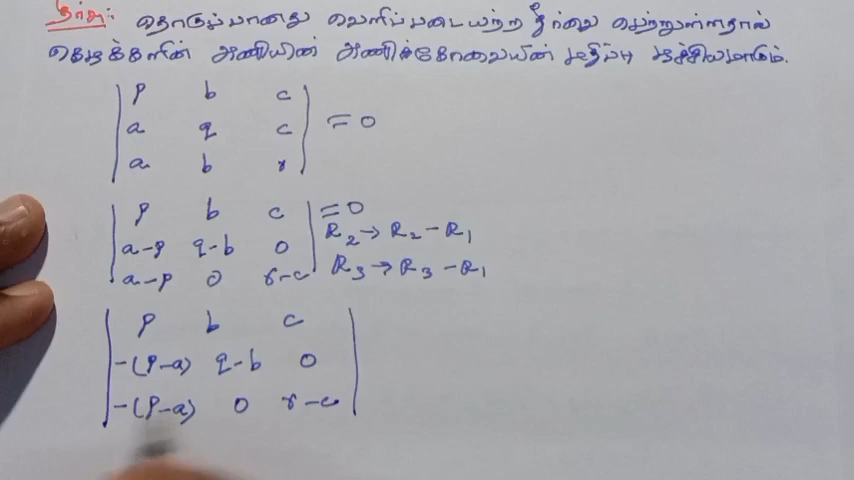 தீர்வு: தொகுப்பானது வெளிப்படையற்ற தீர்வை பெற்றுள்ளதால்
கெழுக்களின் அணியின் அணிக்கோவையின் மதிப்பு பூச்சியமாகும்.
| p b c |
| a q c | = 0
| a b r |
| p b c | = 0
| a-p q-b 0 | R₂ → R₂ - R₁
| a-p 0 r-c | R₃ → R₃ - R₁
| p b c |
| -(p-a) q-b 0 |
| -(p-a) 0 r-c |